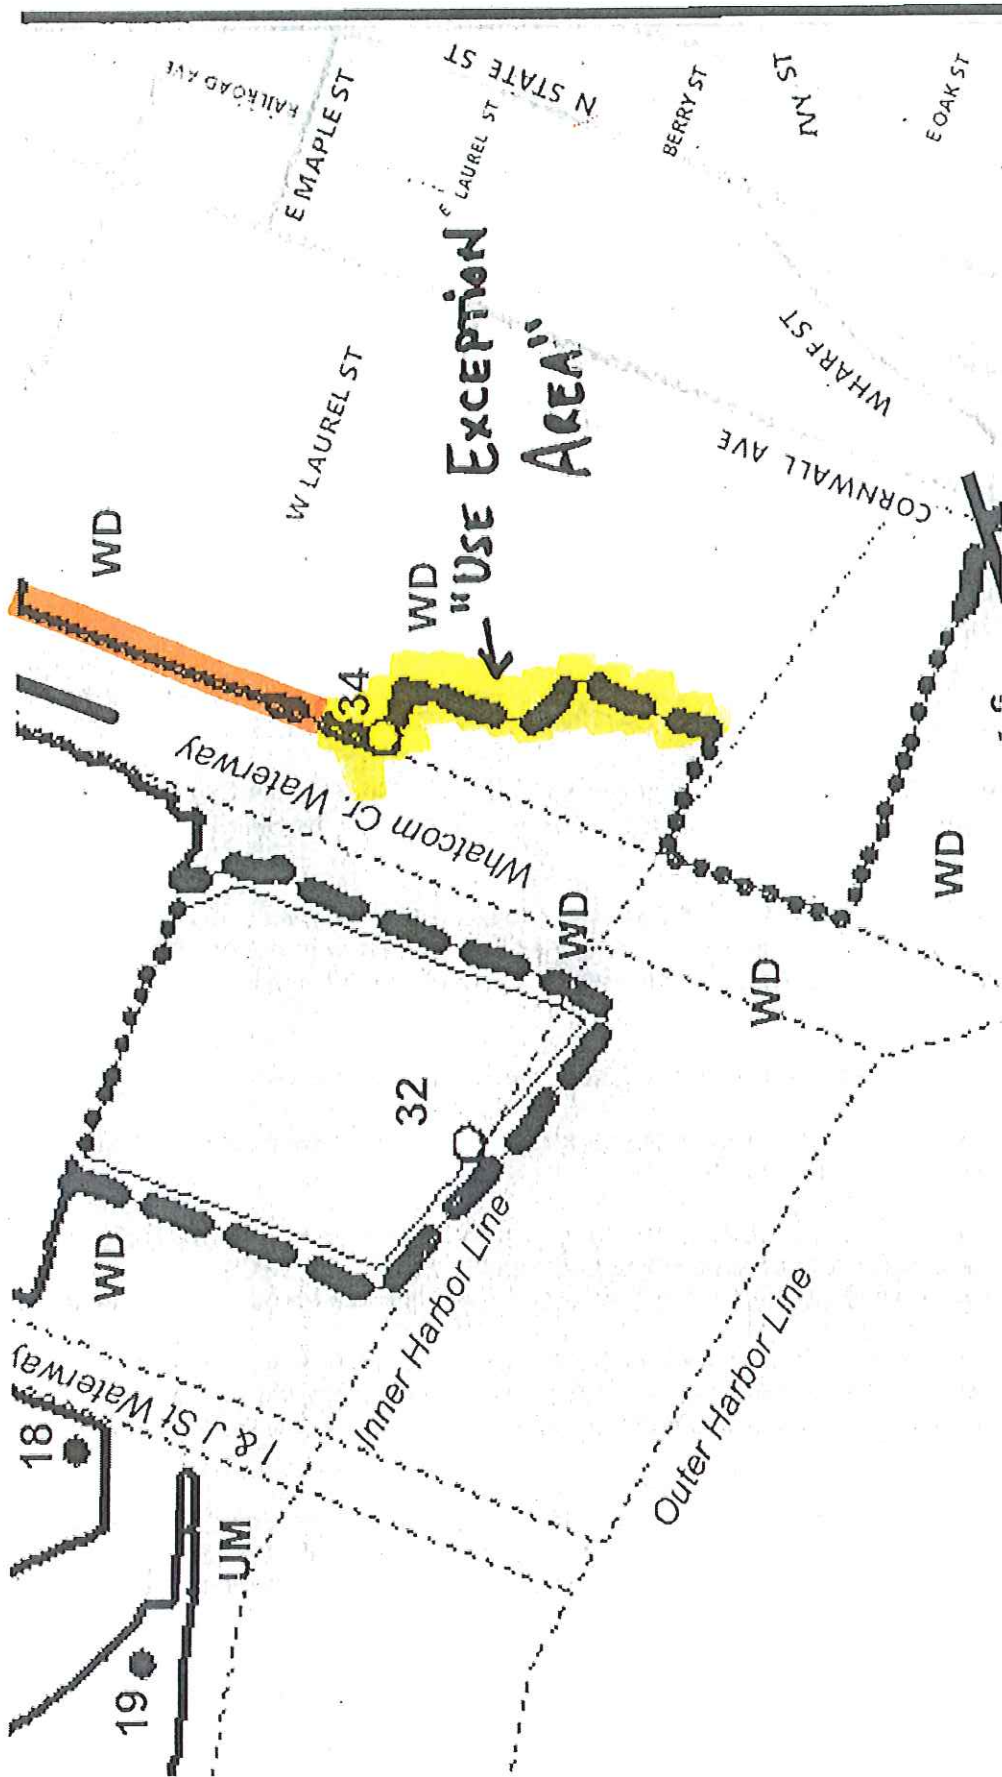 RAILROAD AVE
E MAPLE ST
N STATE ST
E LAUREL ST
BERRY ST
IVY ST
E OAK ST
W LAUREL ST
WHARF ST
CORNWALL AVE
WD
WD
"USE EXCEPTION
AREA"
34
Whatcom Cr. Waterway
WD
WD
WD
32
WD
Inner Harbor Line
Outer Harbor Line
I & J St Waterway
18
19
UM